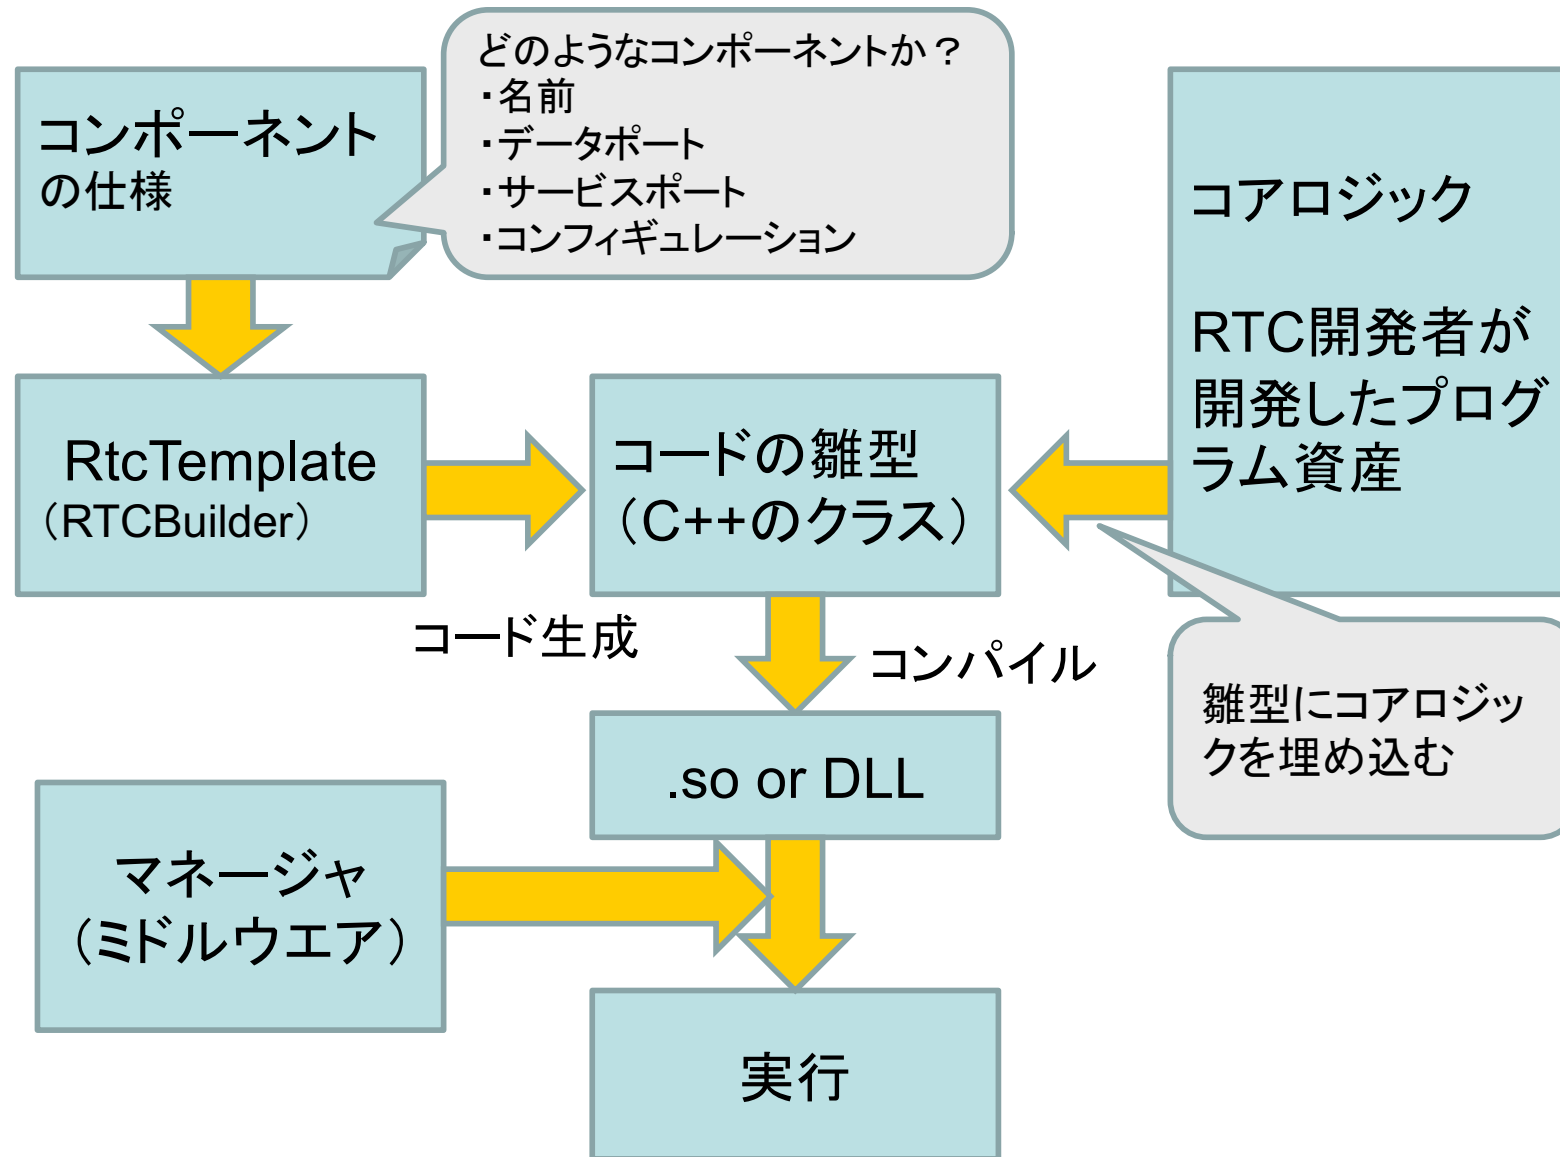 どのようなコンポーネントか？
・名前
・データポート
・サービスポート
・コンフィギュレーション
コンポーネント
の仕様
コアロジック
RTC開発者が
開発したプログ
ラム資産
RtcTemplate
（RTCBuilder）
コードの雛型
（C++のクラス）
コード生成
コンパイル
雛型にコアロジッ
クを埋め込む
.so or DLL
マネージャ
（ミドルウエア）
実行